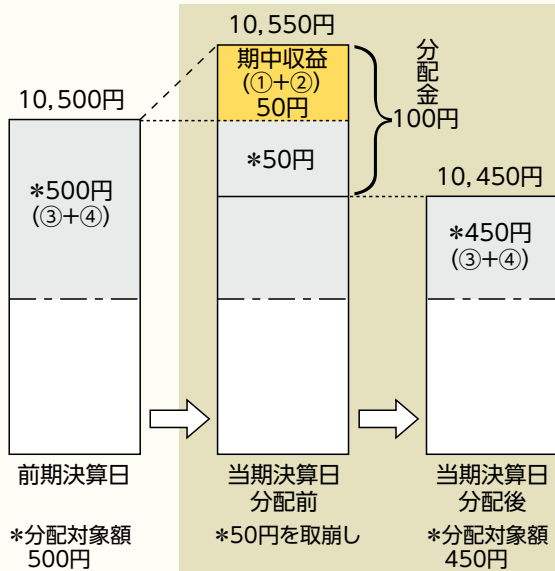 10,500円
*500円
(③+④)
前期決算日
*分配対象額
500円
10,550円
期中収益
(①+②)
50円
*50円
分配金
100円
当期決算日
分配前
*50円を取崩し
10,450円
*450円
(③+④)
当期決算日
分配後
*分配対象額
450円